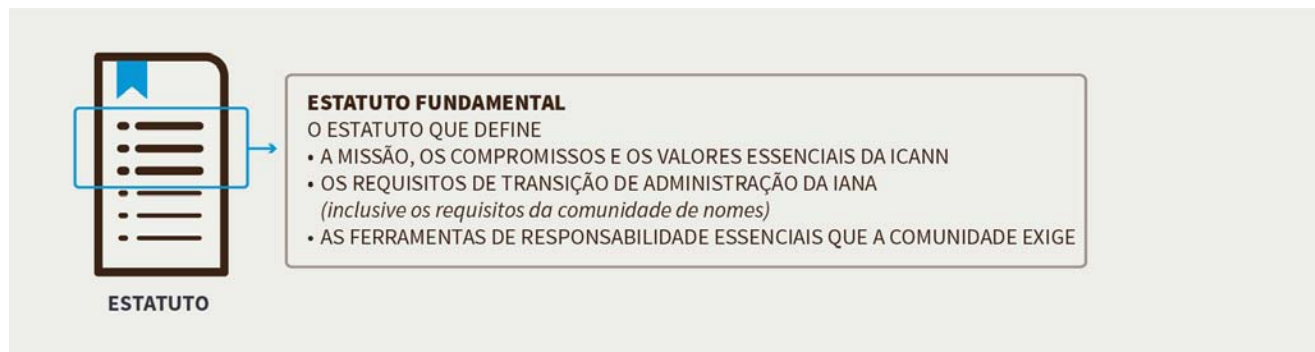 ESTATUTO FUNDAMENTAL
O ESTATUTO QUE DEFINE
• A MISSÃO, OS COMPROMISSOS E OS VALORES ESSENCIAIS DA ICANN
• OS REQUISITOS DE TRANSIÇÃO DE ADMINISTRAÇÃO DA IANA
(inclusive os requisitos da comunidade de nomes)
• AS FERRAMENTAS DE RESPONSABILIDADE ESSENCIAIS QUE A COMUNIDADE EXIGE
ESTATUTO